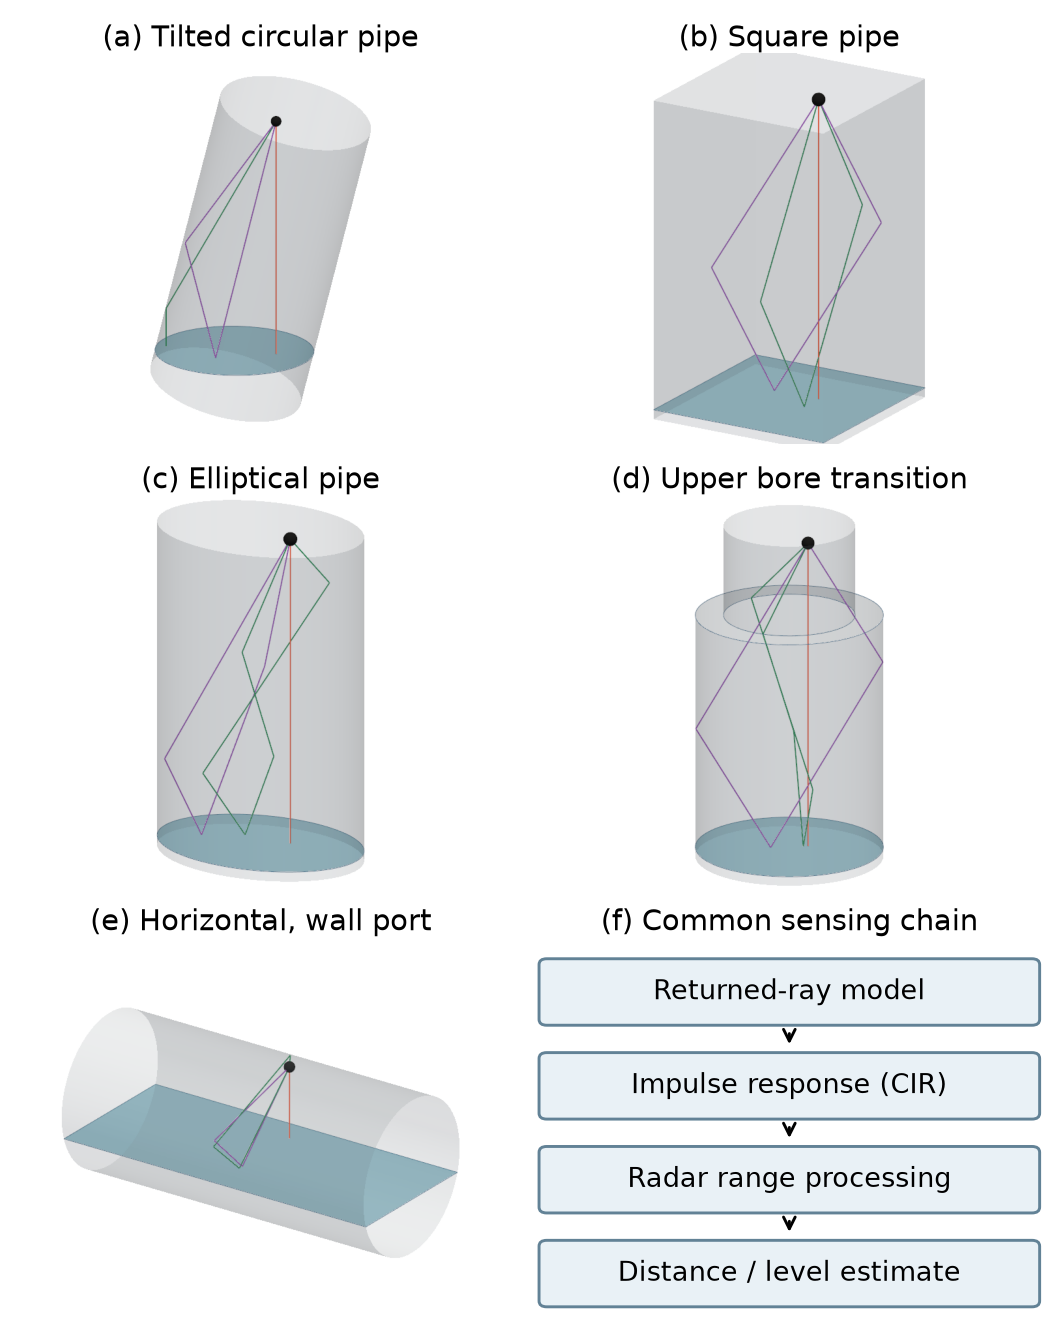 (a) Tilted circular pipe
(b) Square pipe
(c) Elliptical pipe
(d) Upper bore transition
(e) Horizontal, wall port
(f) Common sensing chain
Returned-ray model
Impulse response (CIR)
Radar range processing
Distance / level estimate